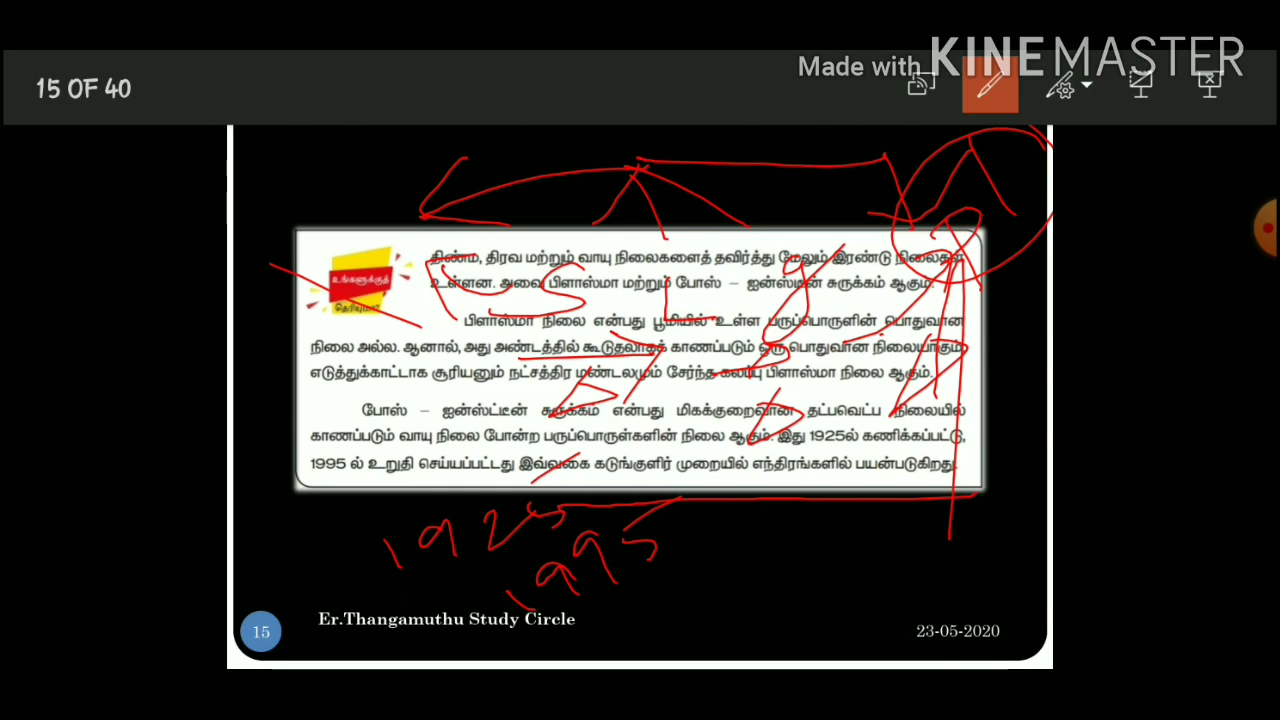 Made with KINEMASTER
15 OF 40
உங்களுக்குத் தெரியுமா?
திண்ம, திரவ மற்றும் வாயு நிலைகளைத் தவிர்த்து மேலும் இரண்டு நிலைகள்
உள்ளன. அவை பிளாஸ்மா மற்றும் போஸ் – ஐன்ஸ்டீன் சுருக்கம் ஆகும்.
பிளாஸ்மா நிலை என்பது பூமியில் உள்ள பருப்பொருளின் பொதுவான
நிலை அல்ல. ஆனால், அது அண்டத்தில் கூடுதலாகக் காணப்படும் ஒரு பொதுவான நிலையாகும்.
எடுத்துக்காட்டாக சூரியனும் நட்சத்திர மண்டலமும் சேர்ந்த கலப்பு பிளாஸ்மா நிலை ஆகும்.
போஸ் – ஐன்ஸ்ட்டீன் சுருக்கம் என்பது மிகக்குறைவான தட்பவெட்ப நிலையில்
காணப்படும் வாயு நிலை போன்ற பருப்பொருள்களின் நிலை ஆகும். இது 1925ல் கணிக்கப்பட்டு,
1995 ல் உறுதி செய்யப்பட்டது இவ்வகை கடுங்குளிர் முறையில் எந்திரங்களில் பயன்படுகிறது.
1925
1995
Er.Thangamuthu Study Circle
15
23-05-2020